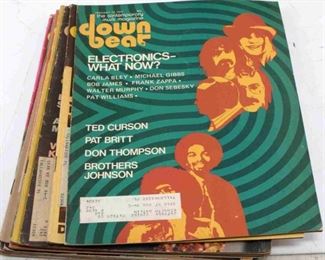 the contemporary
music magazine
down
beat
ELECTRONICS—
WHAT NOW?
CARLA BLEY • MICHAEL GIBBS
BOB JAMES • FRANK ZAPPA •
WALTER MURPHY • DON SEBESKY
PAT WILLIAMS •
TED CURSON
PAT BRITT
DON THOMPSON
BROTHERS
JOHNSON